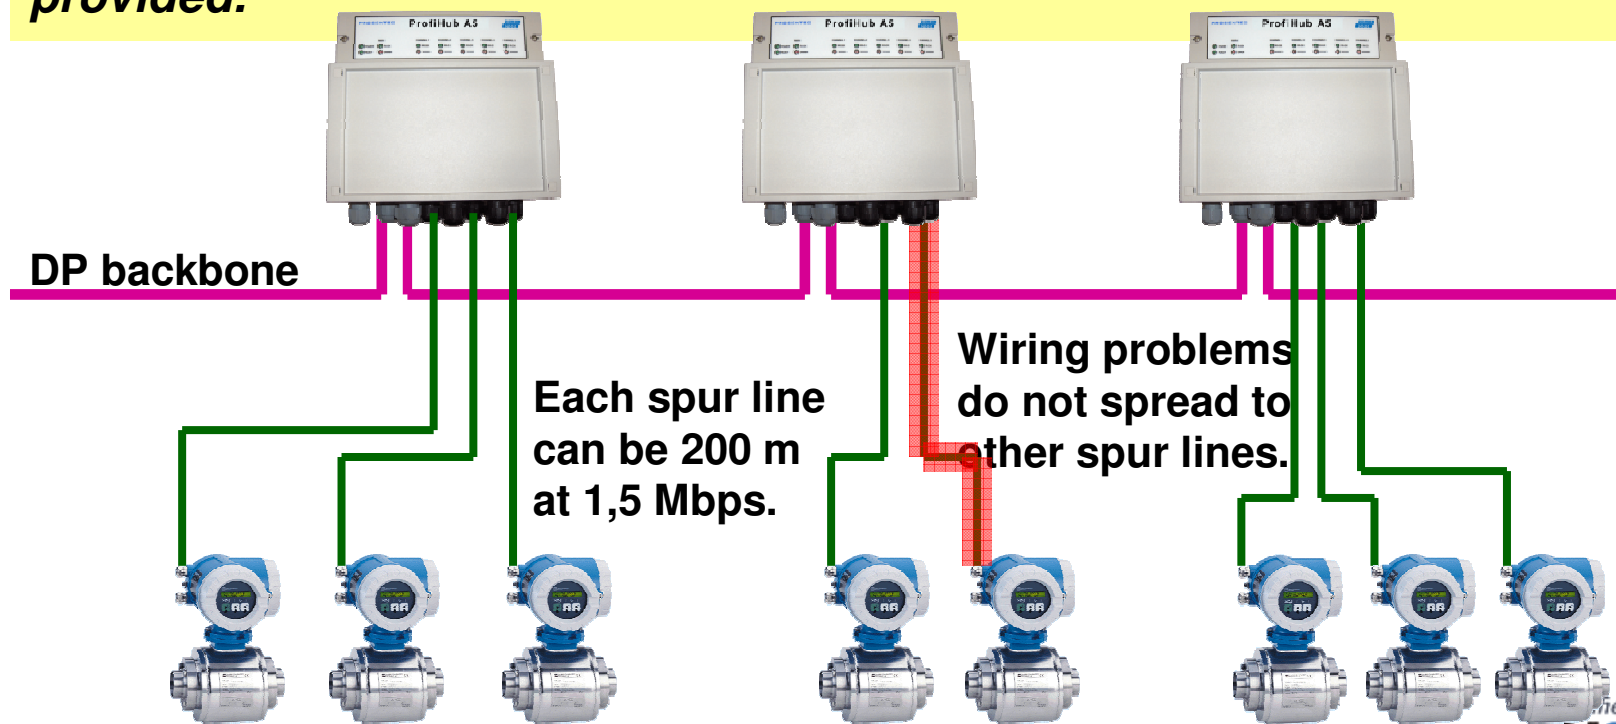 provided.
ProfiHub A5
ProfiHub A5
ProfiHub A5
DP backbone
Each spur line
can be 200 m
at 1,5 Mbps.
Wiring problems
do not spread to
other spur lines.